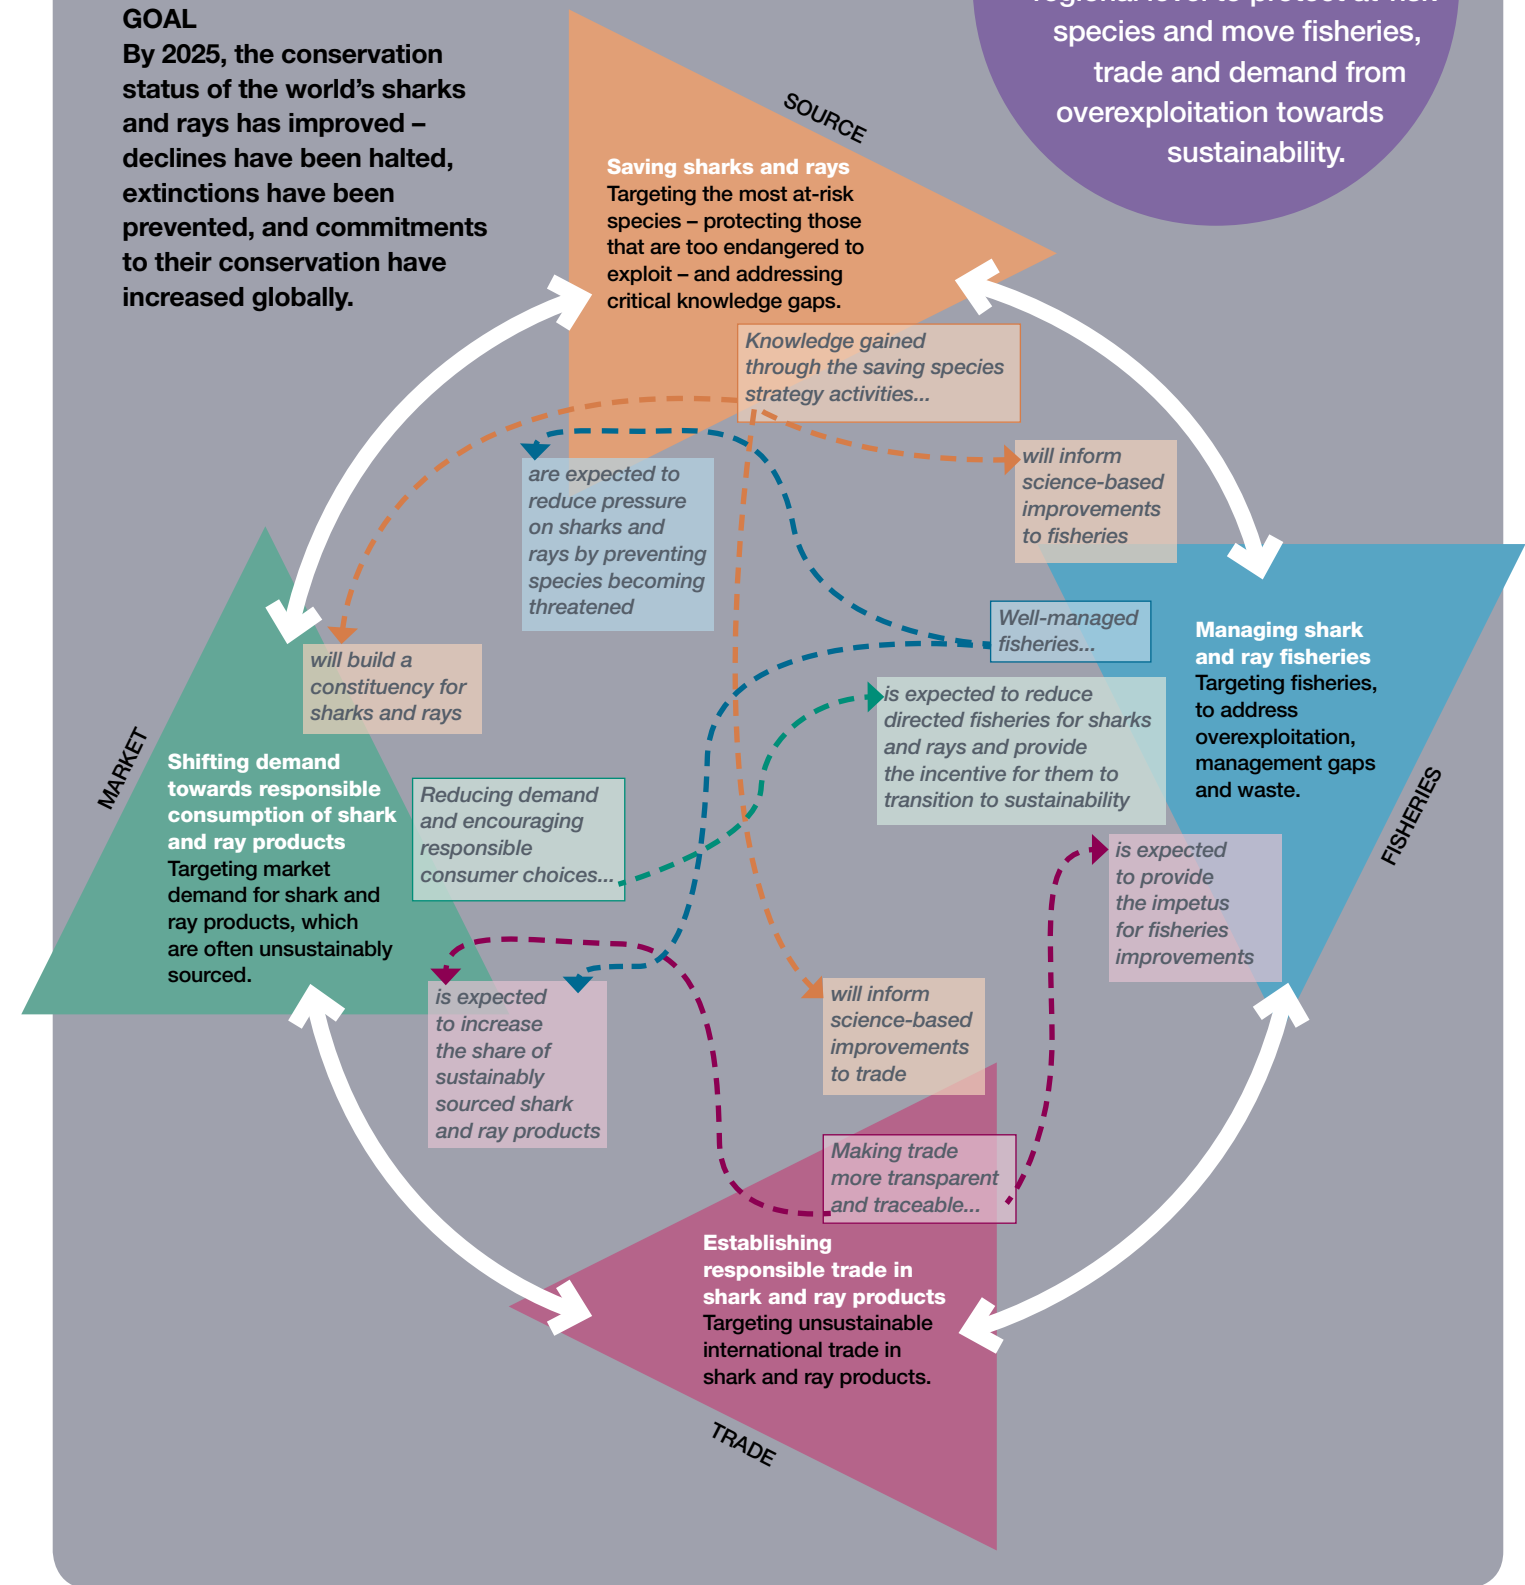 GOAL
By 2025, the conservation
status of the world's sharks
and rays has improved –
declines have been halted,
extinctions have been
prevented, and commitments
to their conservation have
increased globally.
regional level to protect at-risk
species and move fisheries,
trade and demand from
overexploitation towards
sustainability.
SOURCE
Saving sharks and rays
Targeting the most at-risk
species – protecting those
that are too endangered to
exploit – and addressing
critical knowledge gaps.
Knowledge gained
through the saving species
strategy activities...
will inform
science-based
improvements
to fisheries
are expected to
reduce pressure
on sharks and
rays by preventing
species becoming
threatened
Well-managed
fisheries...
Managing shark
and ray fisheries
Targeting fisheries,
to address
overexploitation,
management gaps
and waste.
FISHERIES
will build a
constituency for
sharks and rays
is expected to reduce
directed fisheries for sharks
and rays and provide
the incentive for them to
transition to sustainability
MARKET
Shifting demand
towards responsible
consumption of shark
and ray products
Targeting market
demand for shark and
ray products, which
are often unsustainably
sourced.
Reducing demand
and encouraging
responsible
consumer choices...
is expected
to provide
the impetus
for fisheries
improvements
is expected
to increase
the share of
sustainably
sourced shark
and ray products
will inform
science-based
improvements
to trade
Making trade
more transparent
and traceable...
Establishing
responsible trade in
shark and ray products
Targeting unsustainable
international trade in
shark and ray products.
TRADE